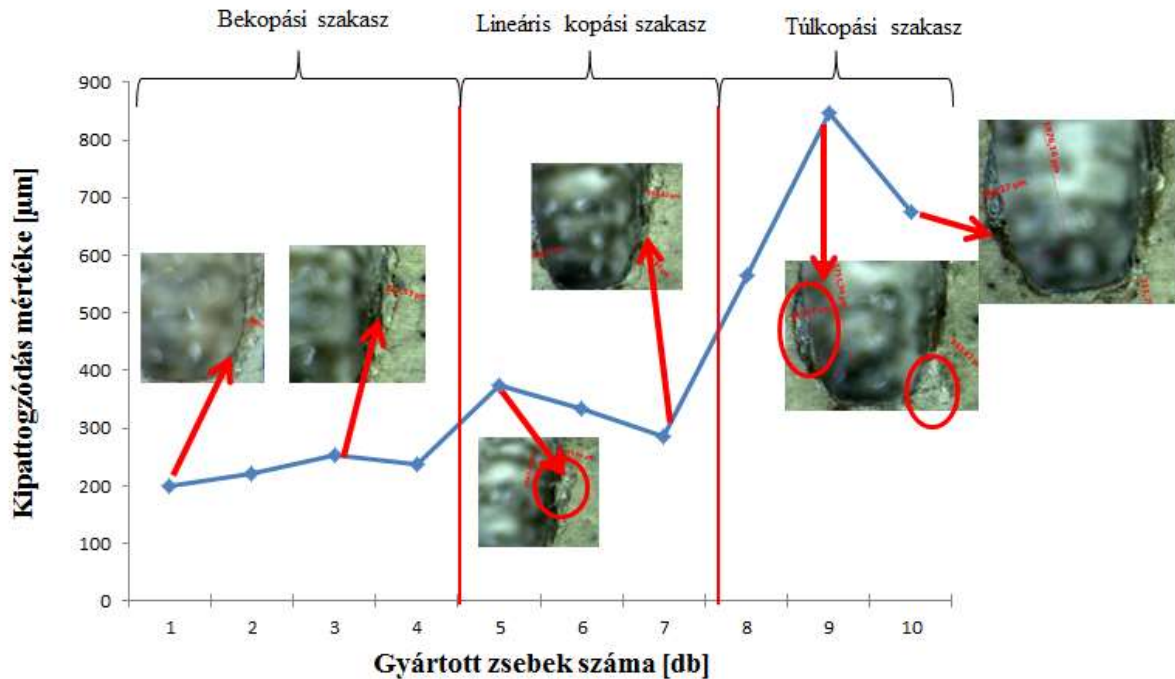 Bekopási szakasz
Lineáris kopási szakasz
Túlkopási szakasz
Kipattogzódás mértéke [µm]
900
800
700
600
500
400
300
200
100
0
1 2 3 4 5 6 7 8 9 10
Gyártott zsebek száma [db]